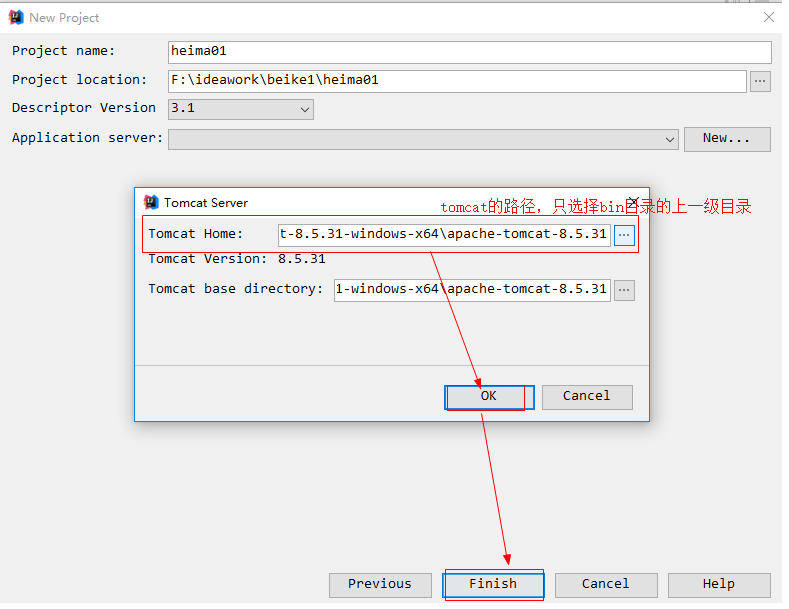 New Project
Project name: heima01
Project location: F:\ideawork\beike1\heima01 ...
Descriptor Version 3.1
Application server: New...
Tomcat Server
tomcat的路径，只选择bin目录的上一级目录
Tomcat Home: t-8.5.31-windows-x64\apache-tomcat-8.5.31 ...
Tomcat Version: 8.5.31
Tomcat base directory: 1-windows-x64\apache-tomcat-8.5.31 ...
OK Cancel
Previous Finish Cancel Help